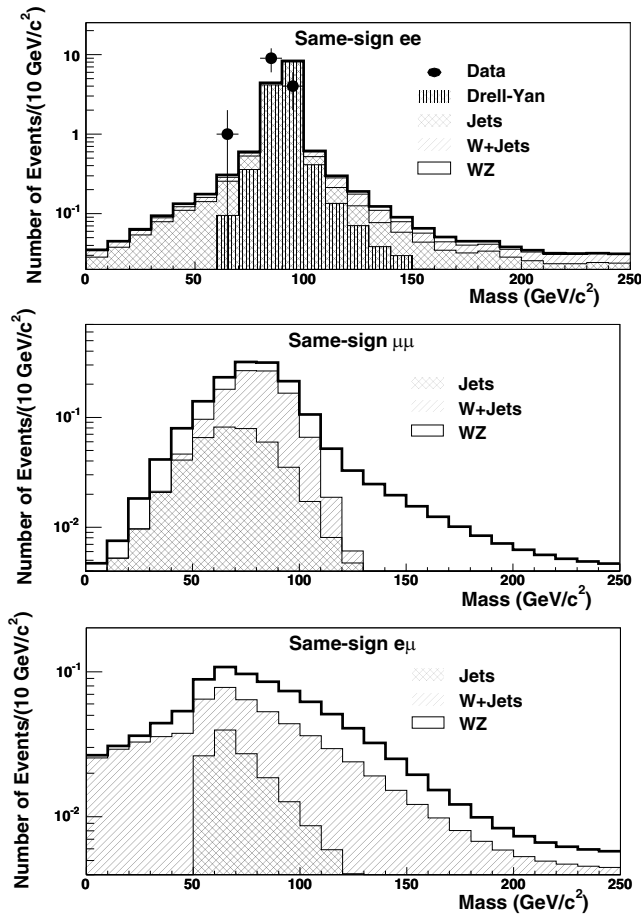 Same-sign ee
Number of Events/(10 GeV/c²)
10
1
10⁻¹
Data
Drell-Yan
Jets
W+Jets
WZ
0 50 100 150 200 250
Mass (GeV/c²)
Same-sign μμ
Number of Events/(10 GeV/c²)
10⁻¹
10⁻²
Jets
W+Jets
WZ
0 50 100 150 200 250
Mass (GeV/c²)
Same-sign eμ
Number of Events/(10 GeV/c²)
10⁻¹
10⁻²
Jets
W+Jets
WZ
0 50 100 150 200 250
Mass (GeV/c²)